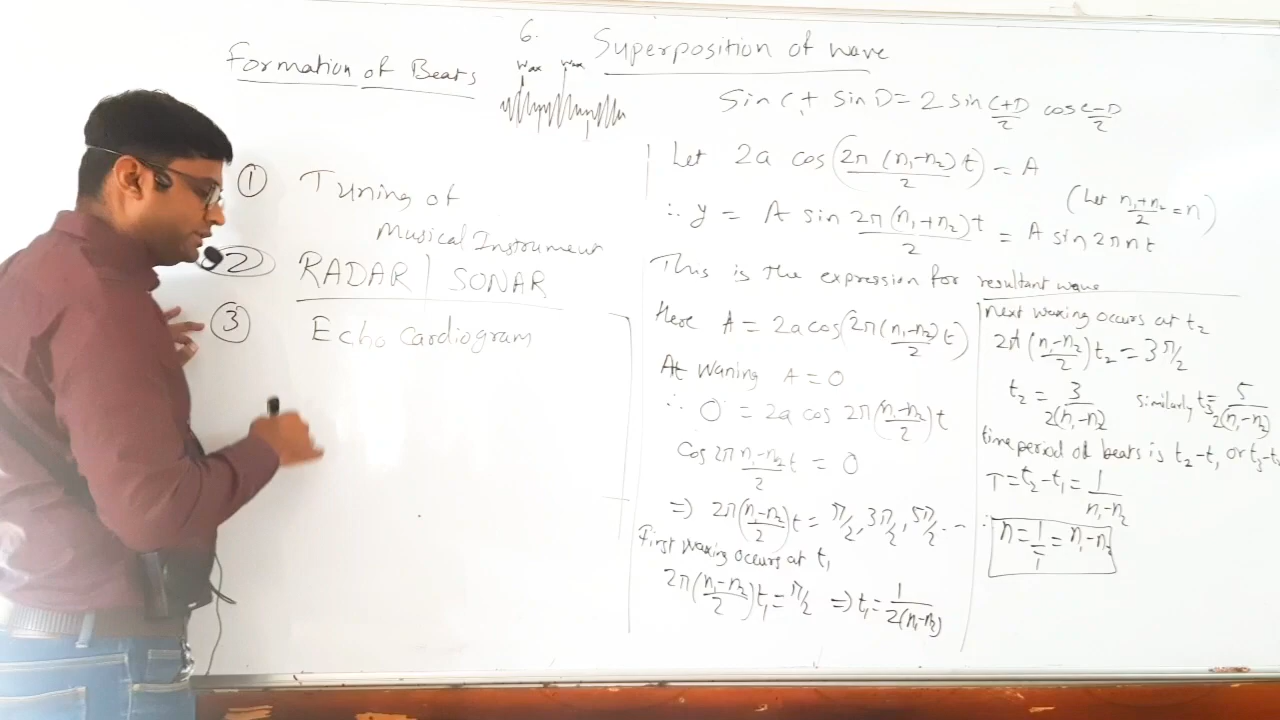 6.
Superposition of wave
Formation of Beats
wax wax
Sin C + Sin D = 2 sin (C+D)/2 cos (C-D)/2
① Tuning of
Musical Instrument
② RADAR | SONAR
③ Echo cardiogram
Let 2a cos(2π (n₁-n₂)t/2) = A
(Let n₁+n₂/2 = n)
∴ y = A sin 2π(n₁+n₂)t/2 = A sin 2πnt
This is the expression for resultant wave
Here A = 2a cos(2π(n₁-n₂)/2 t)
At waning A = 0
∴ 0 = 2a cos 2π(n₁-n₂/2)t
Cos 2π n₁-n₂/2 t = 0
=> 2π(n₁-n₂/2)t = π/2, 3π/2, 5π/2 ...
First waxing occurs at t₁
2π(n₁-n₂/2)t₁ = π/2 => t₁ = 1/2(n₁-n₂)
next waxing occurs at t₂
2π(n₁-n₂/2)t₂ = 3π/2
t₂ = 3/2(n₁-n₂) similarly t₃ = 5/2(n₁-n₂)
time period of beats is t₂-t₁ or t₃-t₂
T = t₂-t₁ = 1/n₁-n₂
∴ n = 1/T = n₁-n₂